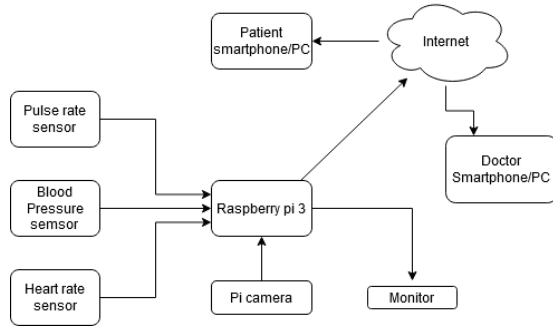 Patient
smartphone/PC
Internet
Pulse rate
sensor
Doctor
Smartphone/PC
Blood
Pressure
semsor
Raspberry pi 3
Heart rate
sensor
Pi camera
Monitor